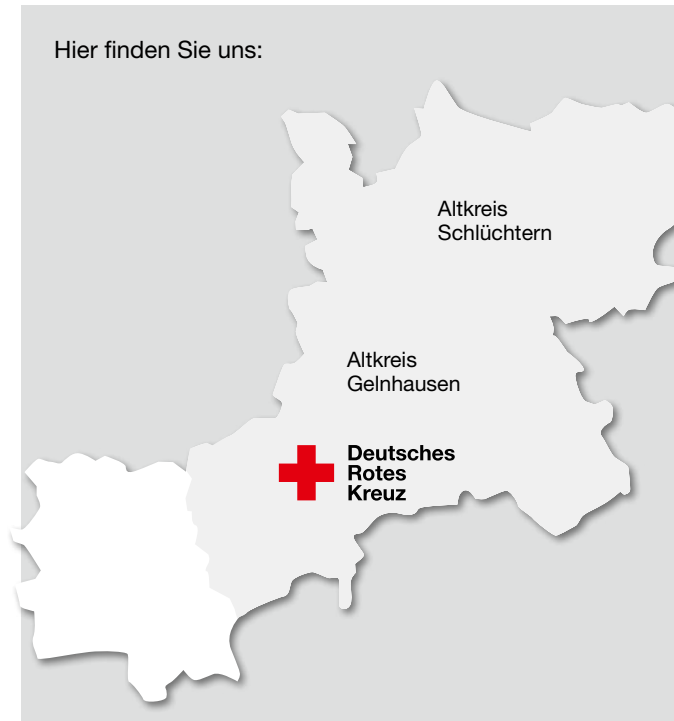 Hier finden Sie uns:
Altkreis
Schlüchtern
Altkreis
Gelnhausen
Deutsches
Rotes
Kreuz